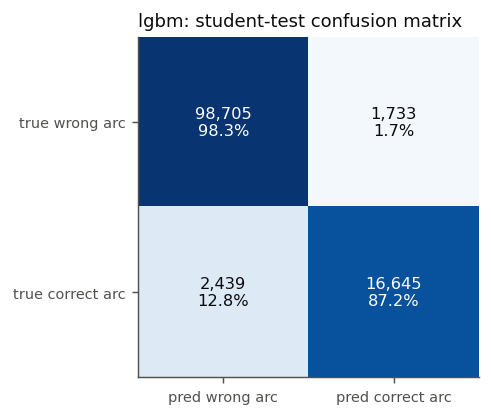 lgbm: student-test confusion matrix
true wrong arc
98,705
98.3%
1,733
1.7%
true correct arc
2,439
12.8%
16,645
87.2%
pred wrong arc
pred correct arc